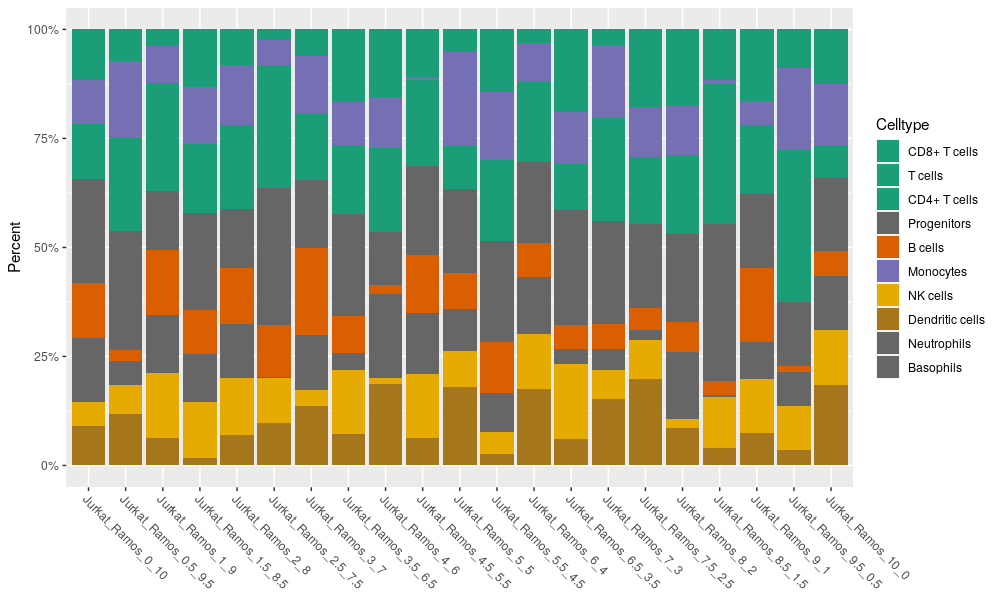 100%
75%
50%
25%
0%
Percent
Jurkat_Ramos_0_10
Jurkat_Ramos_05_9.5
Jurkat_Ramos_1_9
Jurkat_Ramos_1.5_8.5
Jurkat_Ramos_2_8
Jurkat_Ramos_2.5_7.5
Jurkat_Ramos_3_7
Jurkat_Ramos_3.5_6.5
Jurkat_Ramos_4_6
Jurkat_Ramos_4.5_5.5
Jurkat_Ramos_5_5
Jurkat_Ramos_5.5_4.5
Jurkat_Ramos_6_4
Jurkat_Ramos_6.5_3.5
Jurkat_Ramos_7_3
Jurkat_Ramos_7.5_2.5
Jurkat_Ramos_8_2
Jurkat_Ramos_8.5_1.5
Jurkat_Ramos_9_1
Jurkat_Ramos_9.5_0.5
Jurkat_Ramos_10_0
Celltype
CD8+ T cells
T cells
CD4+ T cells
Progenitors
B cells
Monocytes
NK cells
Dendritic cells
Neutrophils
Basophils